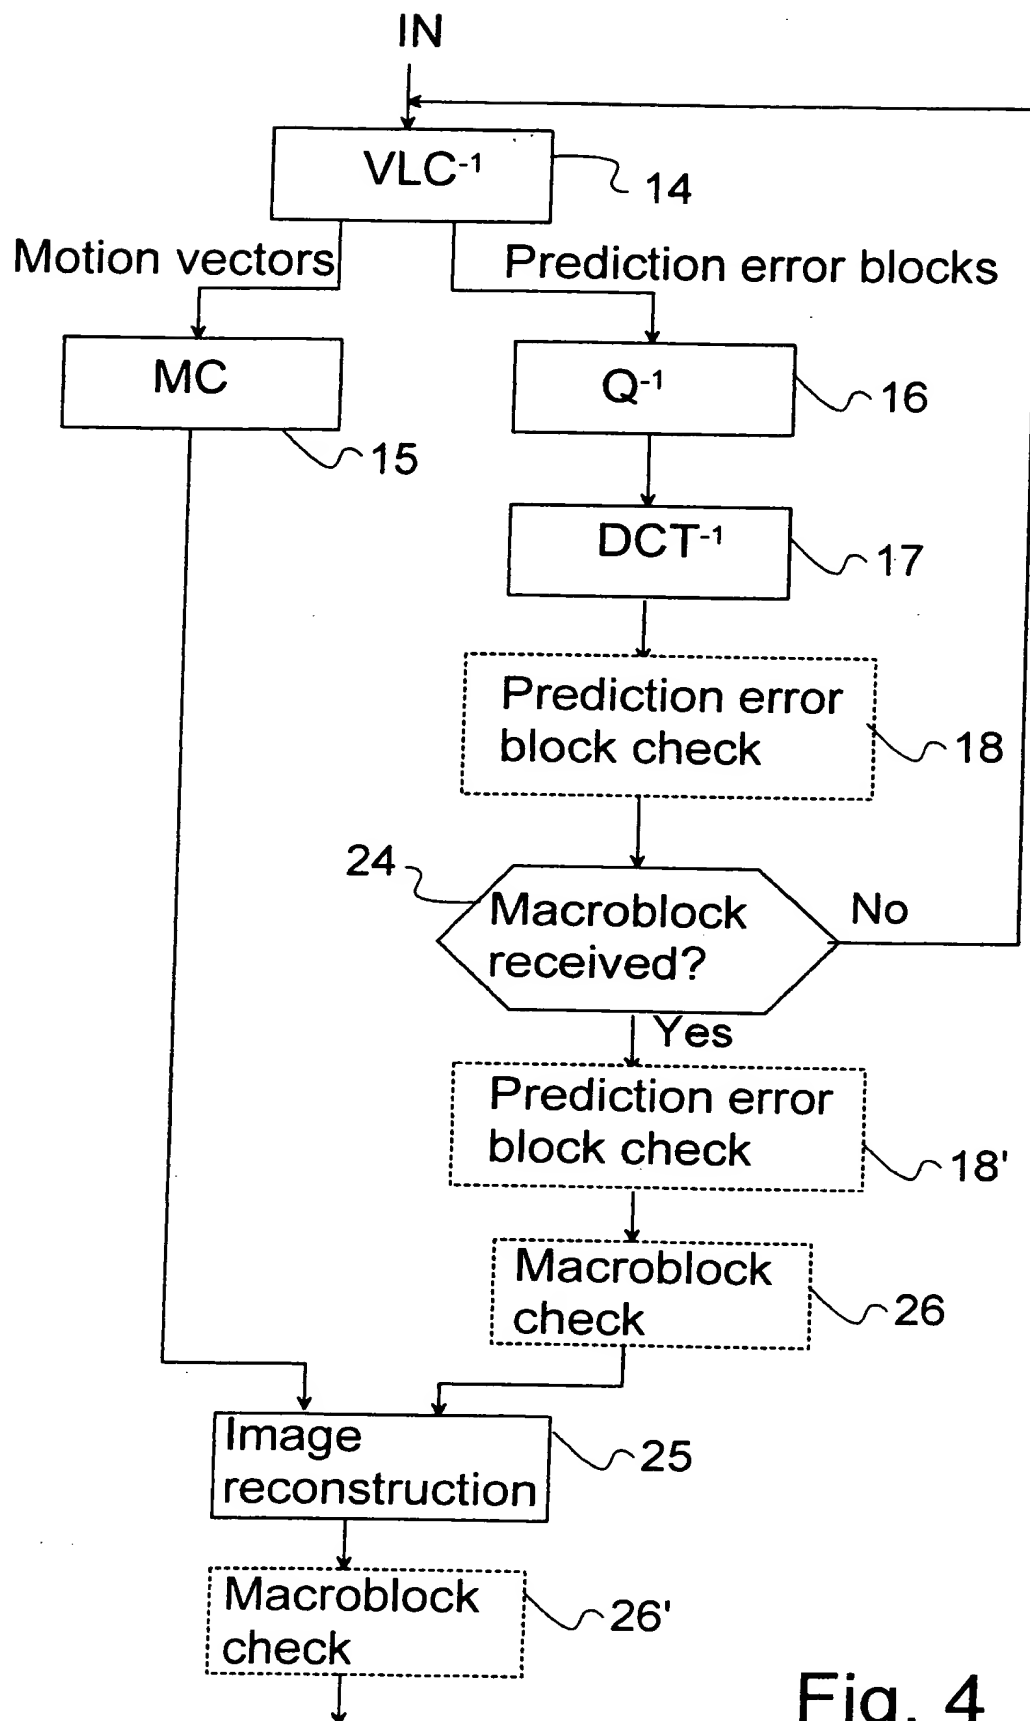 IN
VLC⁻¹
14
Motion vectors
Prediction error blocks
MC
15
Q⁻¹
16
DCT⁻¹
17
Prediction error
block check
18
24
Macroblock
received?
No
Yes
Prediction error
block check
18'
Macroblock
check
26
Image
reconstruction
25
Macroblock
check
26'
Fig. 4